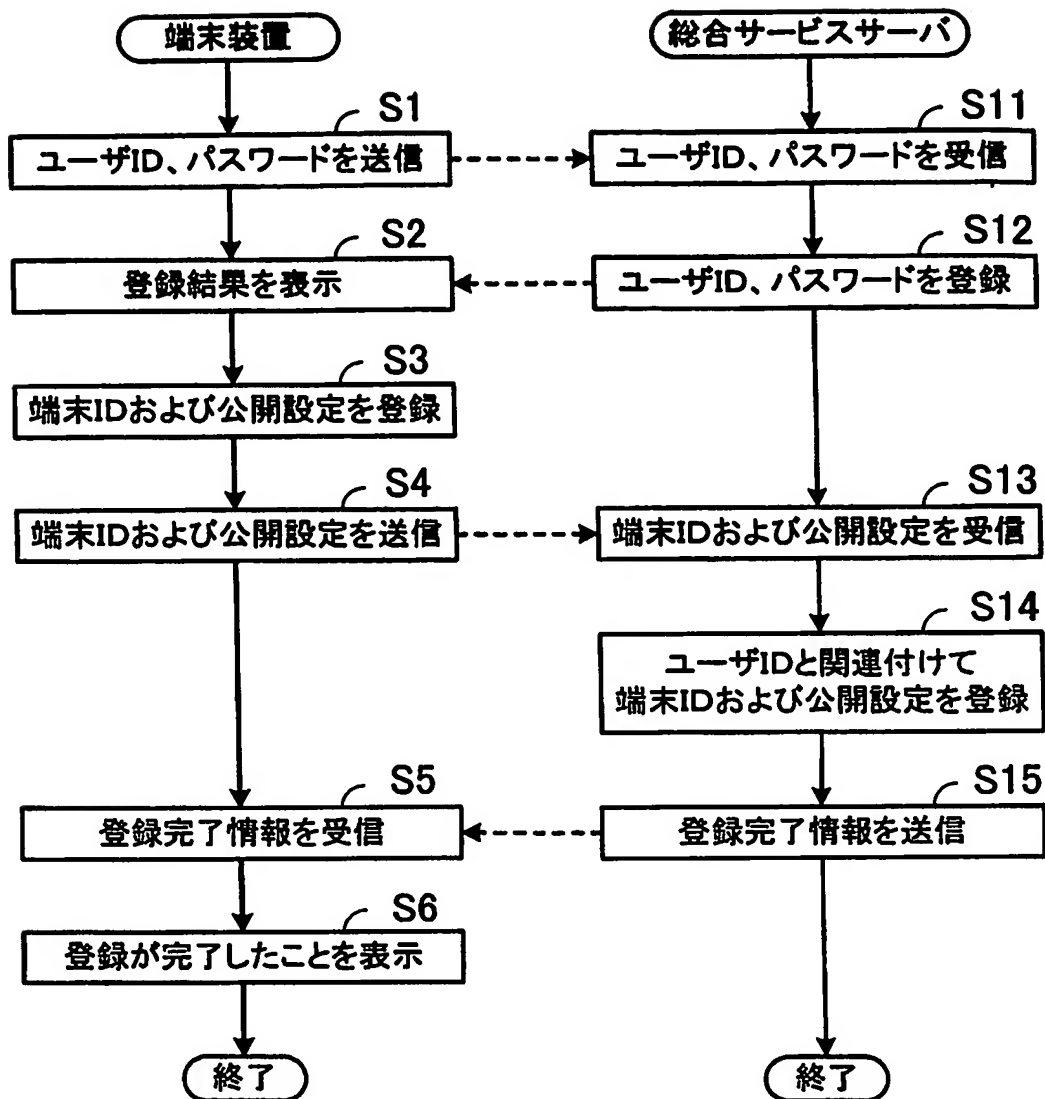 端末装置
総合サービスサーバ
S1
S11
ユーザID、パスワードを送信
ユーザID、パスワードを受信
S2
S12
登録結果を表示
ユーザID、パスワードを登録
S3
端末IDおよび公開設定を登録
S4
S13
端末IDおよび公開設定を送信
端末IDおよび公開設定を受信
S14
ユーザIDと関連付けて
端末IDおよび公開設定を登録
S5
S15
登録完了情報を受信
登録完了情報を送信
S6
登録が完了したことを表示
終了
終了